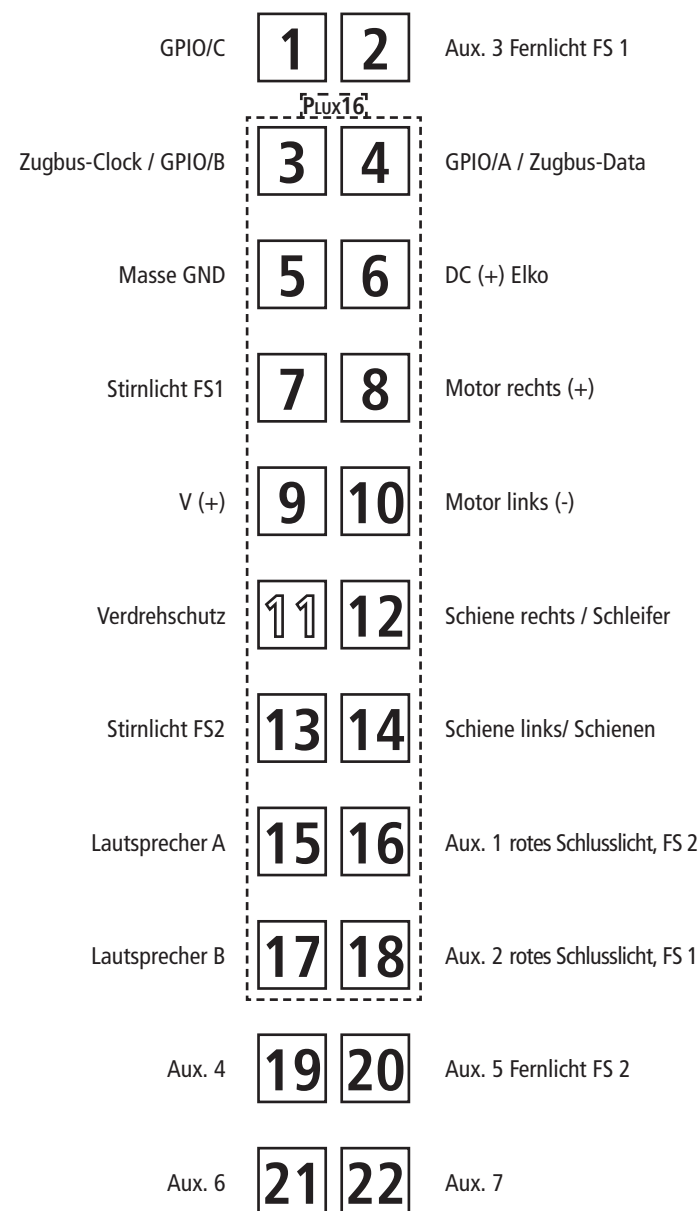 GPIO/C 1 2 Aux. 3 Fernlicht FS 1
PLUX16
Zugbus-Clock / GPIO/B 3 4 GPIO/A / Zugbus-Data
Masse GND 5 6 DC (+) Elko
Stirnlicht FS1 7 8 Motor rechts (+)
V (+) 9 10 Motor links (-)
Verdrehschutz 11 12 Schiene rechts / Schleifer
Stirnlicht FS2 13 14 Schiene links/ Schienen
Lautsprecher A 15 16 Aux. 1 rotes Schlusslicht, FS 2
Lautsprecher B 17 18 Aux. 2 rotes Schlusslicht, FS 1
Aux. 4 19 20 Aux. 5 Fernlicht FS 2
Aux. 6 21 22 Aux. 7